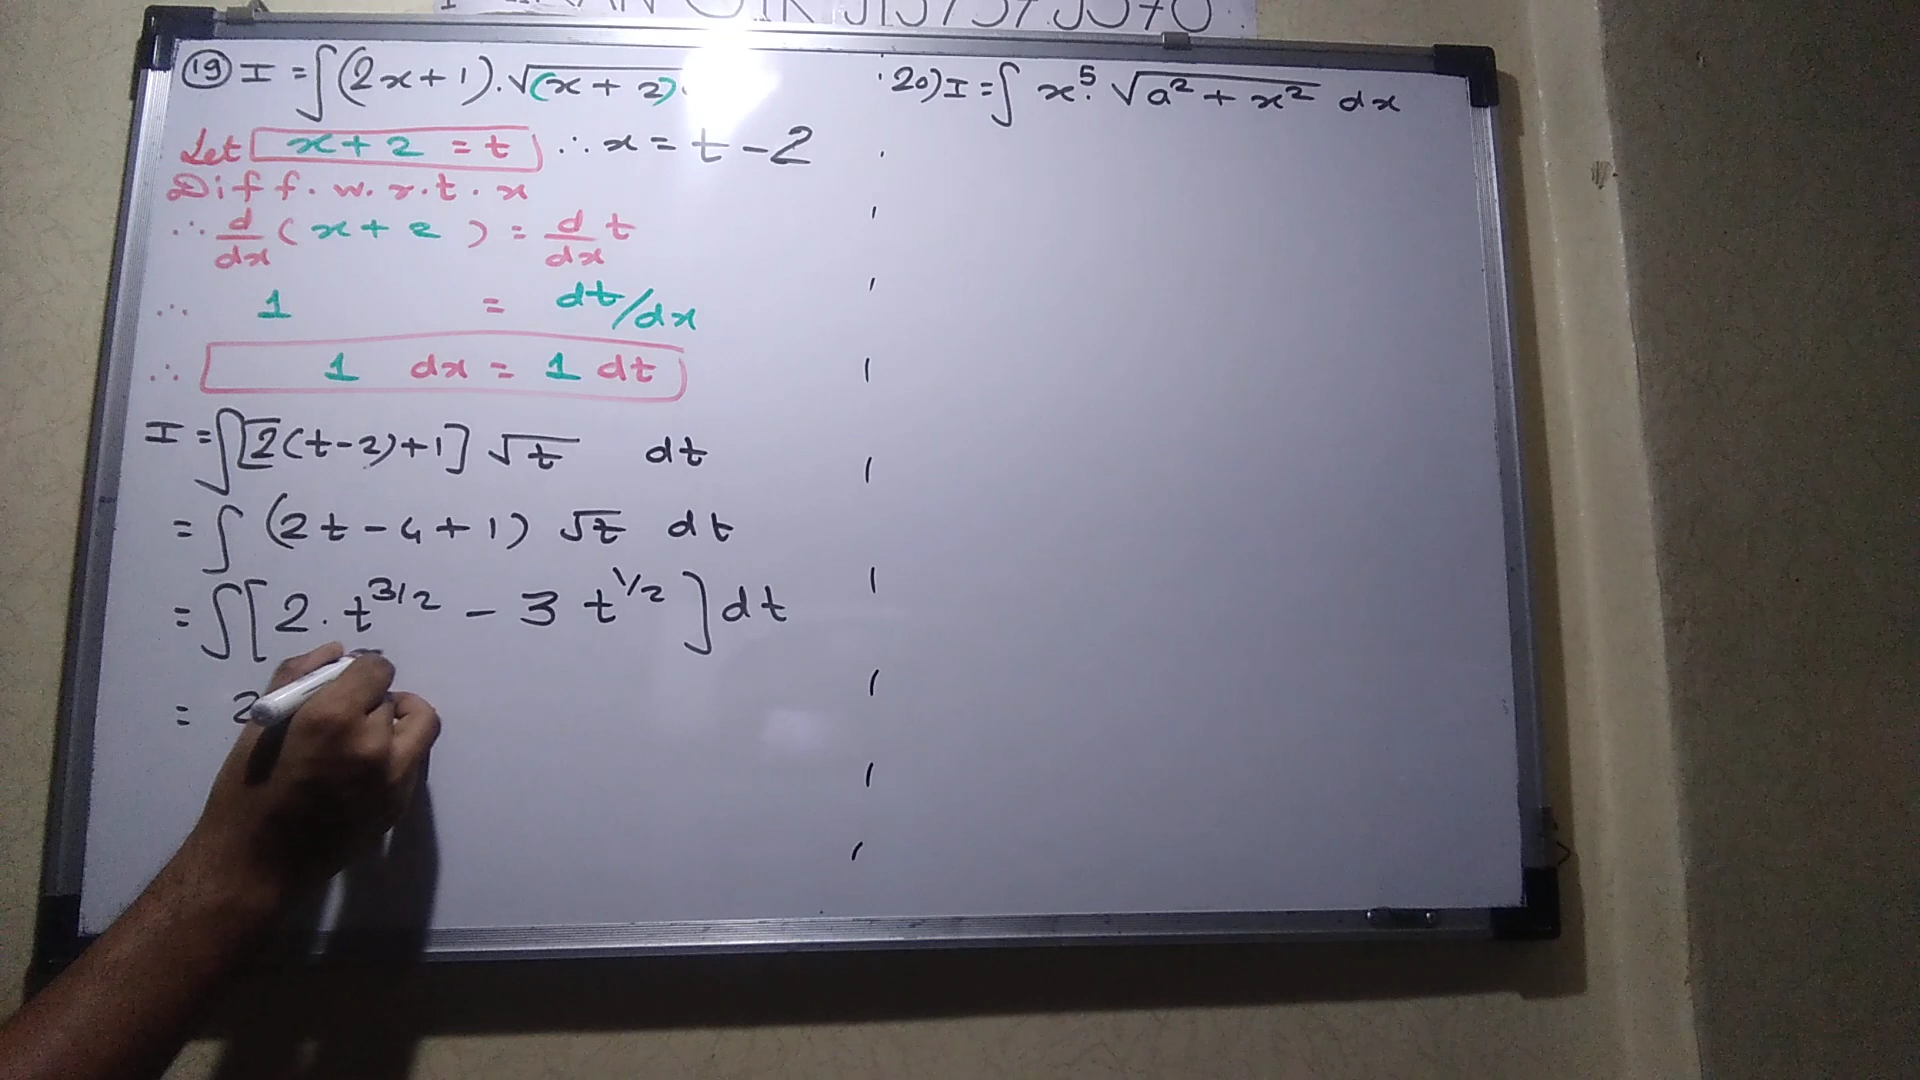 ⑲ I = ∫(2x+1).√(x+2)
Let x+2 = t ∴ x = t-2
Diff. w.r.t. x
∴ d/dx (x+2) = d/dx t
∴ 1 = dt/dx
∴ 1 dx = 1 dt
I = ∫[2(t-2)+1] √t dt
= ∫ (2t-4+1) √t dt
= ∫[2.t^3/2 - 3 t^1/2] dt
= 2
20) I = ∫ x^5. √a²+x² dx